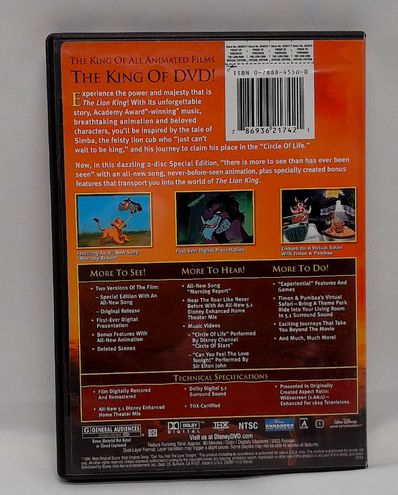 THE KING OF ALL ANIMATED FILMS
THE KING OF DVD!
Experience the power and majesty that is
The Lion King! With its unforgettable
story, Academy Award®-winning* music,
breathtaking animation and beloved
characters, you'll be inspired by the tale of
Simba, the feisty lion cub who "just can't
wait to be king," and his journey to claim his place in the "Circle Of Life."
Now, in this dazzling 2-disc Special Edition, "there is more to see than has ever been
seen" with an all-new song, never-before-seen animation, plus specially created bonus
features that transport you into the world of The Lion King.
ISBN 0-7888-4550-0
7 86936 21742 1
Featuring An All-New Song
"Morning Report"
First-Ever Digital Presentation
Embark On A Virtual Safari
With Timon & Pumbaa
MORE TO SEE!
• Two Versions Of The Film:
– Special Edition With An
All-New Song
– Original Release
• First-Ever Digital
Presentation
• Bonus Features With
All-New Animation
• Deleted Scenes
MORE TO HEAR!
• All-New Song
"Morning Report"
• Hear The Roar Like Never
Before With An All-New 5.1
Disney Enhanced Home
Theater Mix
• Music Videos
– "Circle Of Life" Performed
By Disney Channel
"Circle Of Stars"
– "Can You Feel The Love
Tonight" Performed By
Sir Elton John
MORE TO DO!
• "Experiential" Features And
Games
• Timon & Pumbaa's Virtual
Safari – Bring A Theme Park
Ride Into Your Living Room
In 5.1 Surround Sound
• Exciting Journeys That Take
You Beyond The Movie
• And Much, Much More!
TECHNICAL SPECIFICATIONS
• Film Digitally Restored
And Remastered
• All-New 5.1 Disney Enhanced
Home Theater Mix
• Dolby Digital 5.1
Surround Sound
• THX-Certified
• Presented In Originally
Created Aspect Ratio:
Widescreen (1.66:1) –
Enhanced For 16x9 Televisions
G GENERAL AUDIENCES
DOLBY
DIGITAL
THX
NTSC
Visit us at DisneyDVD.com
Feature Running Time: Approx. 90 Minutes / Color / Digitally Mastered / 2003 Release